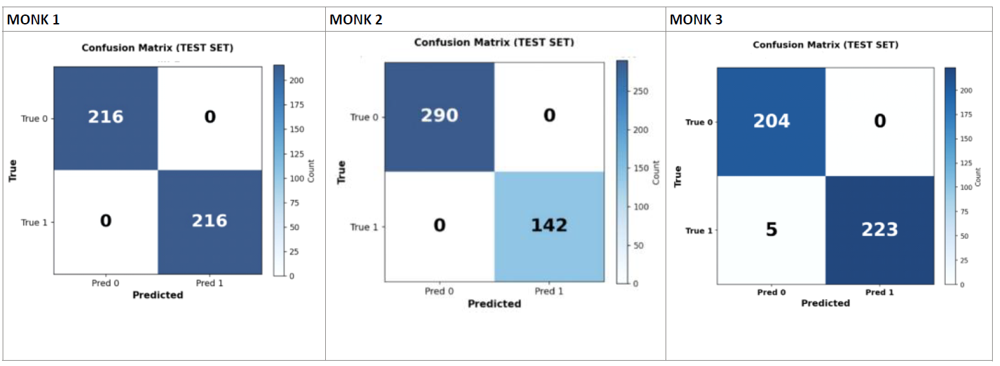 MONK 1
MONK 2
MONK 3
Confusion Matrix (TEST SET)
True 0
216
0
True 1
0
216
Pred 0
Pred 1
Predicted
True
200
175
150
125
100
75
50
25
0
Count
Confusion Matrix (TEST SET)
True 0
290
0
True 1
0
142
Pred 0
Pred 1
Predicted
True
250
200
150
100
50
0
Count
Confusion Matrix (TEST SET)
True 0
204
0
True 1
5
223
Pred 0
Pred 1
Predicted
True
200
175
150
125
100
75
50
25
0
Count